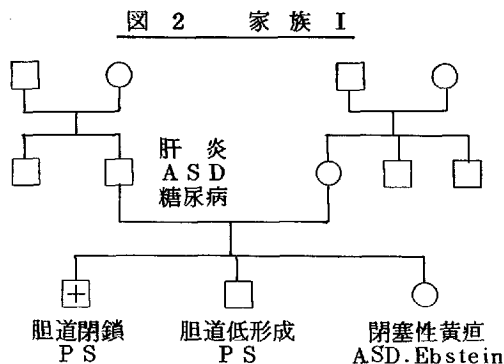 図 2 家族 I
肝炎
ASD
糖尿病
胆道閉鎖
PS
胆道低形成
PS
閉塞性黄疸
ASD.Ebstein